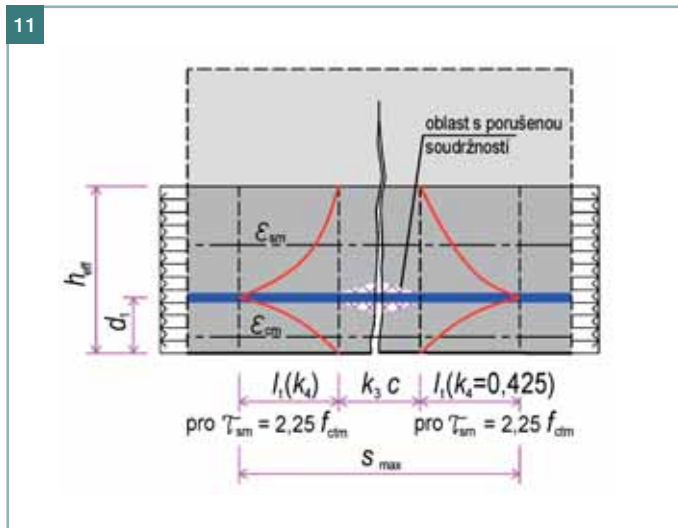 11
oblast s porušenou
soudržností
ε_sm
h_eff
d_1
ε_cm
l_t(k_4) k_3 c l_t(k_4=0,425)
pro τ_sm = 2,25 f_ctm pro τ_sm = 2,25 f_ctm
s_max